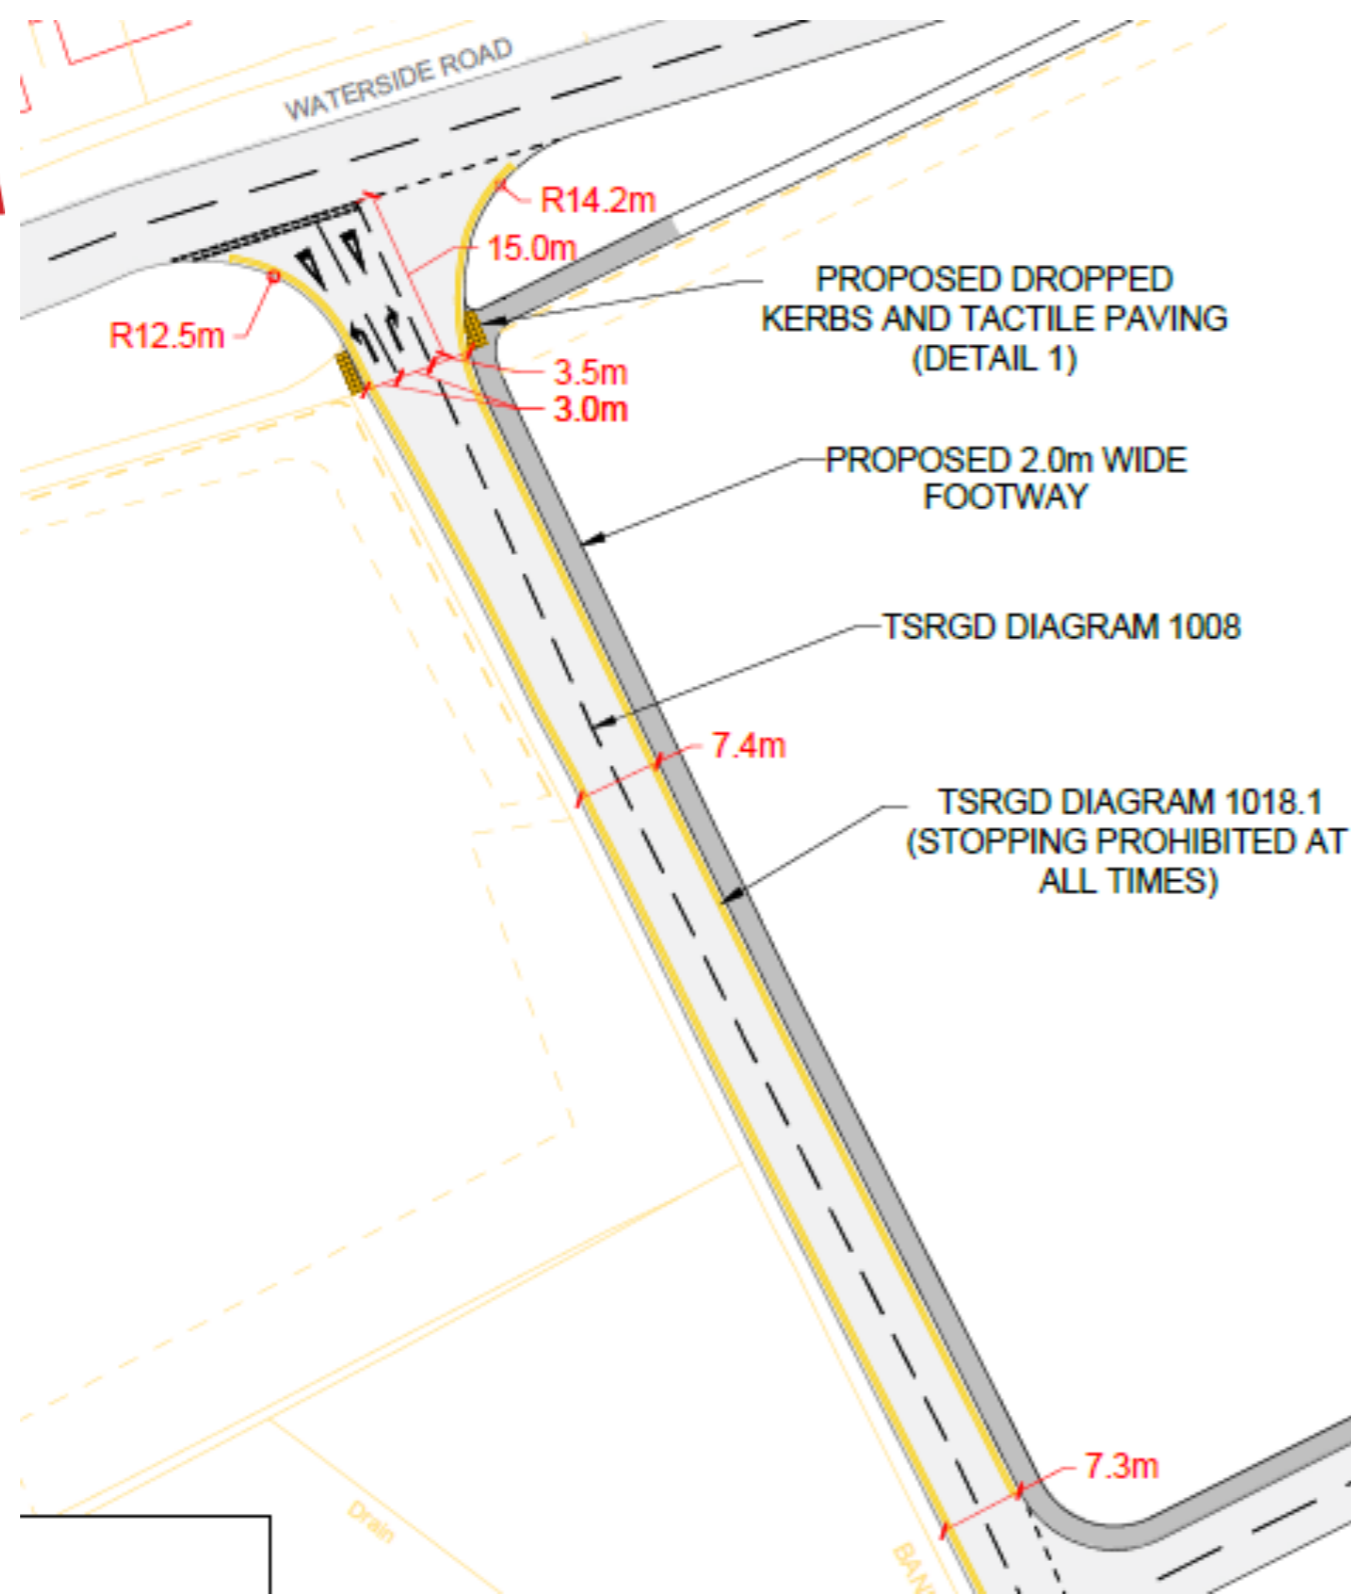 WATERSIDE ROAD
R14.2m
15.0m
R12.5m
PROPOSED DROPPED
KERBS AND TACTILE PAVING
(DETAIL 1)
3.5m
3.0m
PROPOSED 2.0m WIDE
FOOTWAY
TSRGD DIAGRAM 1008
7.4m
TSRGD DIAGRAM 1018.1
(STOPPING PROHIBITED AT
ALL TIMES)
7.3m
Drain